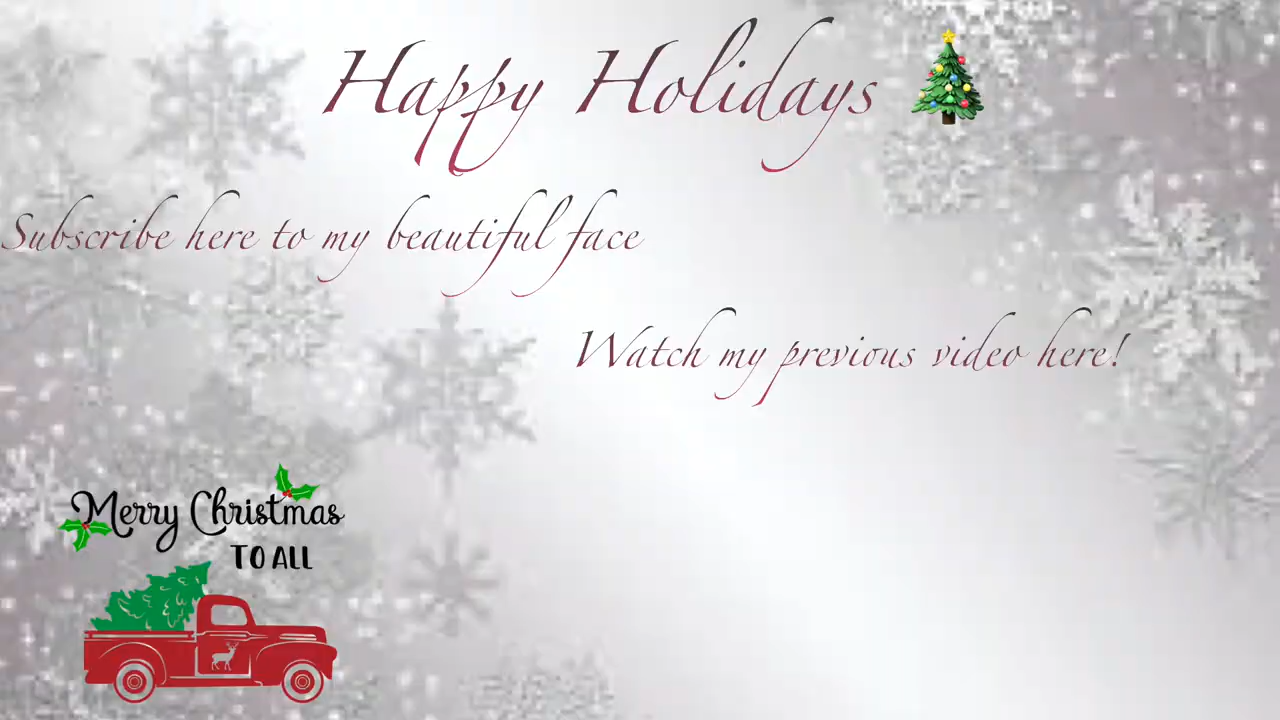 Happy Holidays 🎄
Subscribe here to my beautiful face
Watch my previous video here!
Merry Christmas
TO ALL